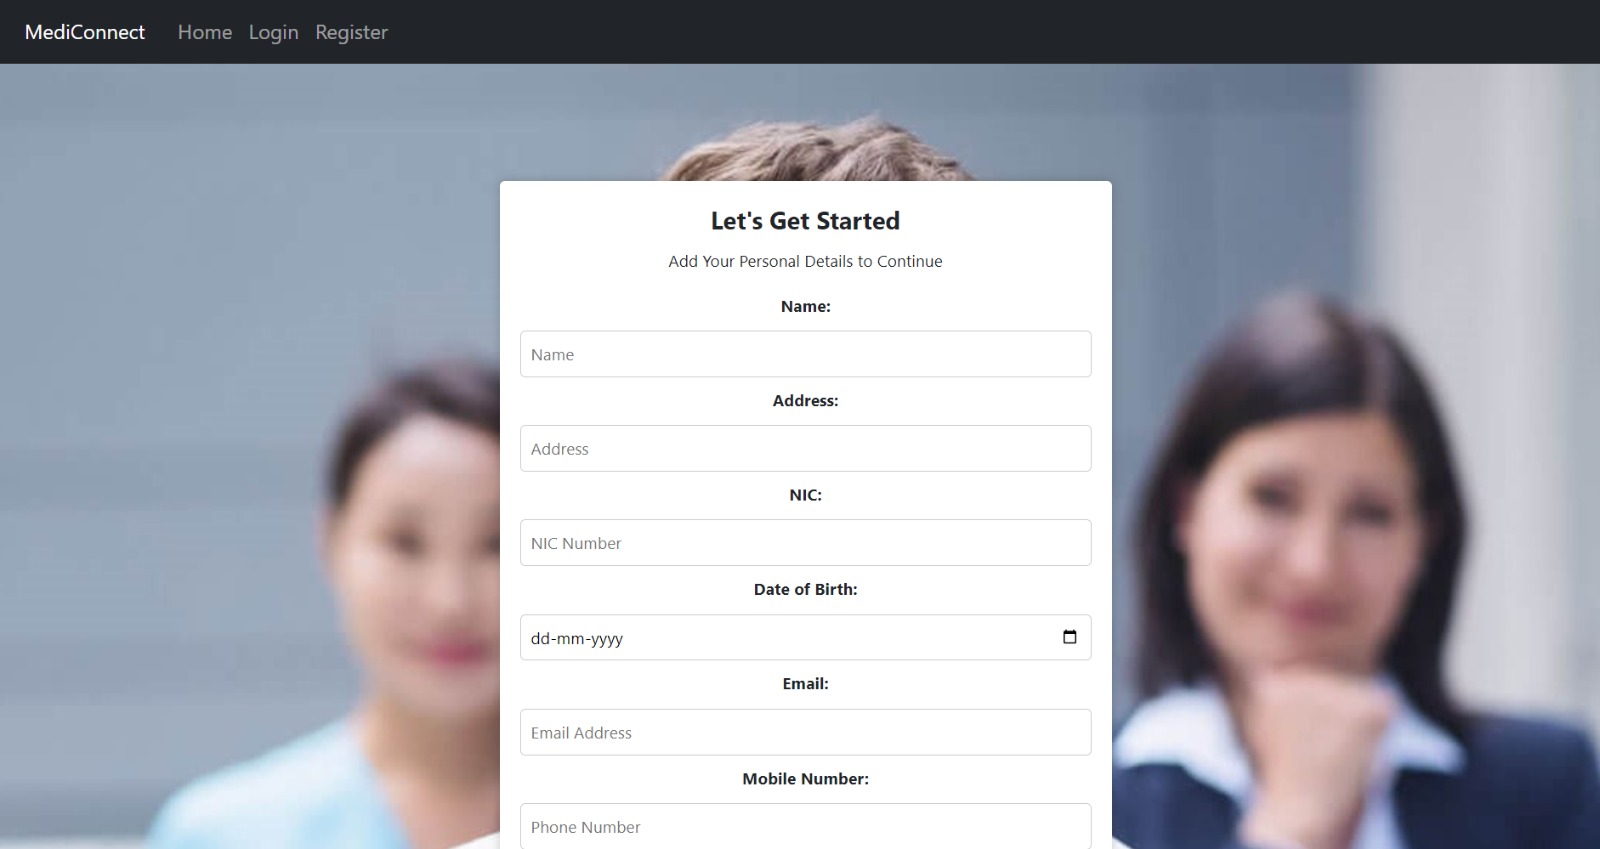 MediConnect Home Login Register
Let's Get Started
Add Your Personal Details to Continue
Name:
Name
Address:
Address
NIC:
NIC Number
Date of Birth:
dd-mm-yyyy
Email:
Email Address
Mobile Number:
Phone Number